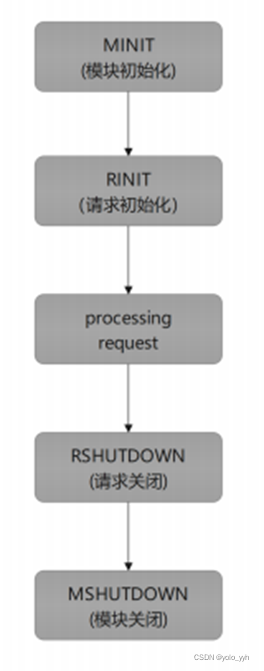 MINIT
(模块初始化)
RINIT
(请求初始化)
processing
request
RSHUTDOWN
(请求关闭)
MSHUTDOWN
(模块关闭)
CSDN @yolo_yyh